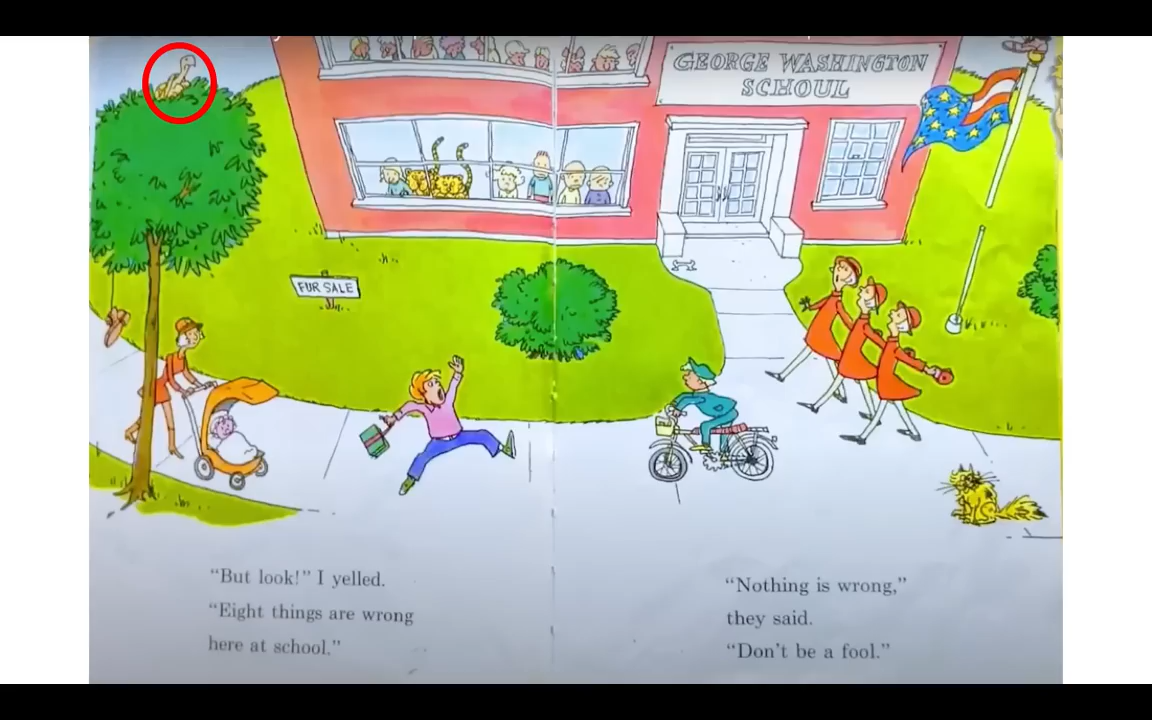 GEORGE WASHINGTON
SCHOUL
FUR SALE
"But look!" I yelled.
"Eight things are wrong
here at school."
"Nothing is wrong,"
they said.
"Don't be a fool."